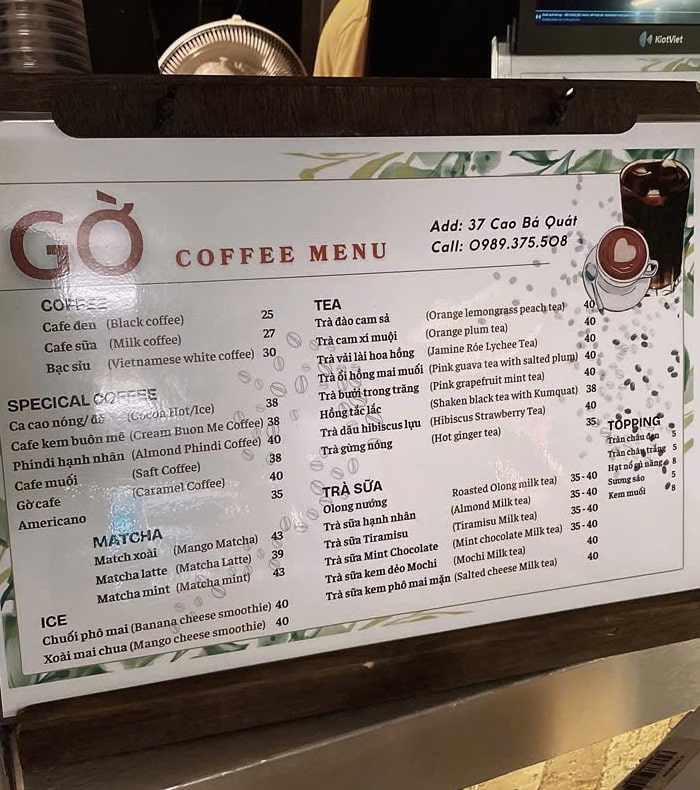 KiotViet
GỜ
COFFEE MENU
Add: 37 Cao Bá Quát
Call: 0989.375.508
COFFEE
Cafe đen (Black coffee) 25
Cafe sữa (Milk coffee) 27
Bạc sỉu (Vietnamese white coffee) 30
SPECICAL COFFEE
Ca cao nóng/ đá (Cocoa Hot/Ice) 38
Cafe kem buôn mê (Cream Buon Me Coffee) 38
Phindi hạnh nhân (Almond Phindi Coffee) 40
Cafe muối (Saft Coffee) 38
Gờ cafe (Caramel Coffee) 40
Americano 35
MATCHA
Match xoài (Mango Matcha) 43
Matcha latte (Matcha Latte) 39
Matcha mint (Matcha mint) 43
ICE
Chuối phô mai (Banana cheese smoothie) 40
Xoài mai chua (Mango cheese smoothie) 40
TEA
Trà đào cam sả (Orange lemongrass peach tea) 40
Trà cam xí muội (Orange plum tea) 40
Trà vải lài hoa hồng (Jamine Róe Lychee Tea) 40
Trà ổi hồng mai muối (Pink guava tea with salted plum) 40
Trà bưởi trong trăng (Pink grapefruit mint tea) 40
Hồng tắc lắc (Shaken black tea with Kumquat) 38
Trà dâu hibiscus lựu (Hibiscus Strawberry Tea) 40
Trà gừng nóng (Hot ginger tea) 35
TRÀ SỮA
Olong nướng Roasted Olong milk tea) 35-40
Trà sữa hạnh nhân (Almond Milk tea) 35-40
Trà sữa Tiramisu (Tiramisu Milk tea) 35-40
Trà sữa Mint Chocolate (Mint chocolate Milk tea) 35-40
Trà sữa kem dẻo Mochi (Mochi Milk tea) 40
Trà sữa kem phô mai mặn (Salted cheese Milk tea) 40
TOPPING
Trân châu đen 5
Trân châu trắng 5
Hạt nổ củ năng 8
Sương sáo 5
Kem muối 8